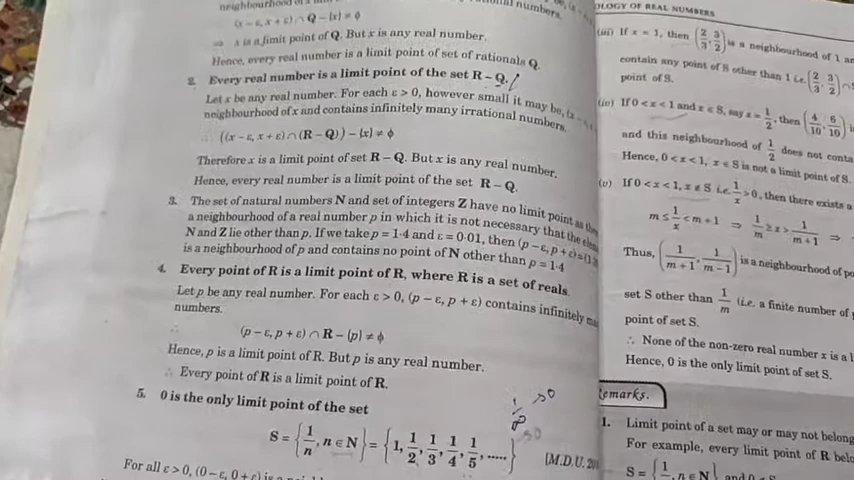 neighbourhood of
(x – ε, x + ε) ∩ Q – {x} ≠ φ
⇒ x is a limit point of Q. But x is any real number.
Hence, every real number is a limit point of set of rationals Q.
2. Every real number is a limit point of the set R – Q.
Let x be any real number. For each ε > 0, however small it may be, (x –
neighbourhood of x and contains infinitely many irrational numbers.
∴ ((x – ε, x + ε) ∩ (R – Q)) – {x} ≠ φ
Therefore x is a limit point of set R – Q. But x is any real number.
Hence, every real number is a limit point of the set R – Q.
3. The set of natural numbers N and set of integers Z have no limit point as
a neighbourhood of a real number p in which it is not necessary that the
N and Z lie other than p. If we take p = 1·4 and ε = 0·01, then (p – ε, p + ε) =
is a neighbourhood of p and contains no point of N other than p = 1·4
4. Every point of R is a limit point of R, where R is a set of reals.
Let p be any real number. For each ε > 0, (p – ε, p + ε) contains infinitely
numbers.
∴ (p – ε, p + ε) ∩ R – {p} ≠ φ
Hence, p is a limit point of R. But p is any real number.
∴ Every point of R is a limit point of R.
5. 0 is the only limit point of the set
S = {1/n, n ∈ N} = {1, 1/2, 1/3, 1/4, 1/5, .....}
[M.D.U.
For all ε > 0, (0 – ε, 0 + ε) is a
OLOGY OF REAL NUMBERS
(iii) If x = 1, then (2/3, 3/2) is a neighbourhood of 1
contain any point of S other than 1 i.e. (2/3, 3/2) ∩
point of S.
(iv) If 0 < x < 1 and x ∈ S, say x = 1/2, then (4/10, 6/10)
and this neighbourhood of 1/2 does not
Hence, 0 < x < 1, x ∈ S is not a limit point of S.
(v) If 0 < x < 1, x ∉ S i.e. 1/x > 0, then there exists a
m ≤ 1/x < m + 1 ⇒ 1/m ≥ x > 1/(m + 1) ⇒
Thus, (1/(m + 1), 1/(m – 1)) is a neighbourhood of
set S other than 1/m (i.e. a finite number of
point of set S.
∴ None of the non-zero real number x is a
Hence, 0 is the only limit point of set S.
Remarks.
1. Limit point of a set may or may not belong
For example, every limit point of R
S = {1/n, n ∈ N} and 0